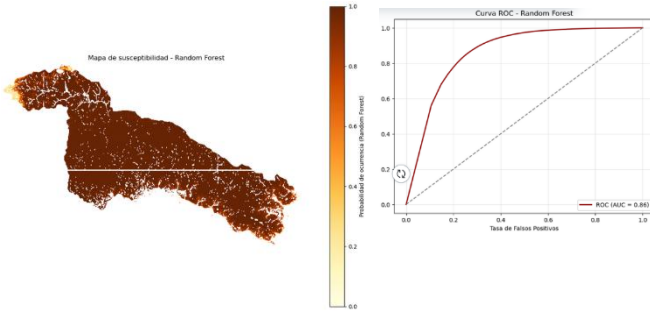 Mapa de susceptibilidad - Random Forest
1.0
0.8
0.6
0.4
0.2
0.0
Probabilidad de ocurrencia (Random Forest)
Curva ROC - Random Forest
1.0
0.8
0.6
0.4
0.2
0.0
0.0 0.2 0.4 0.6 0.8 1.0
Tasa de Falsos Positivos
ROC (AUC = 0.86)